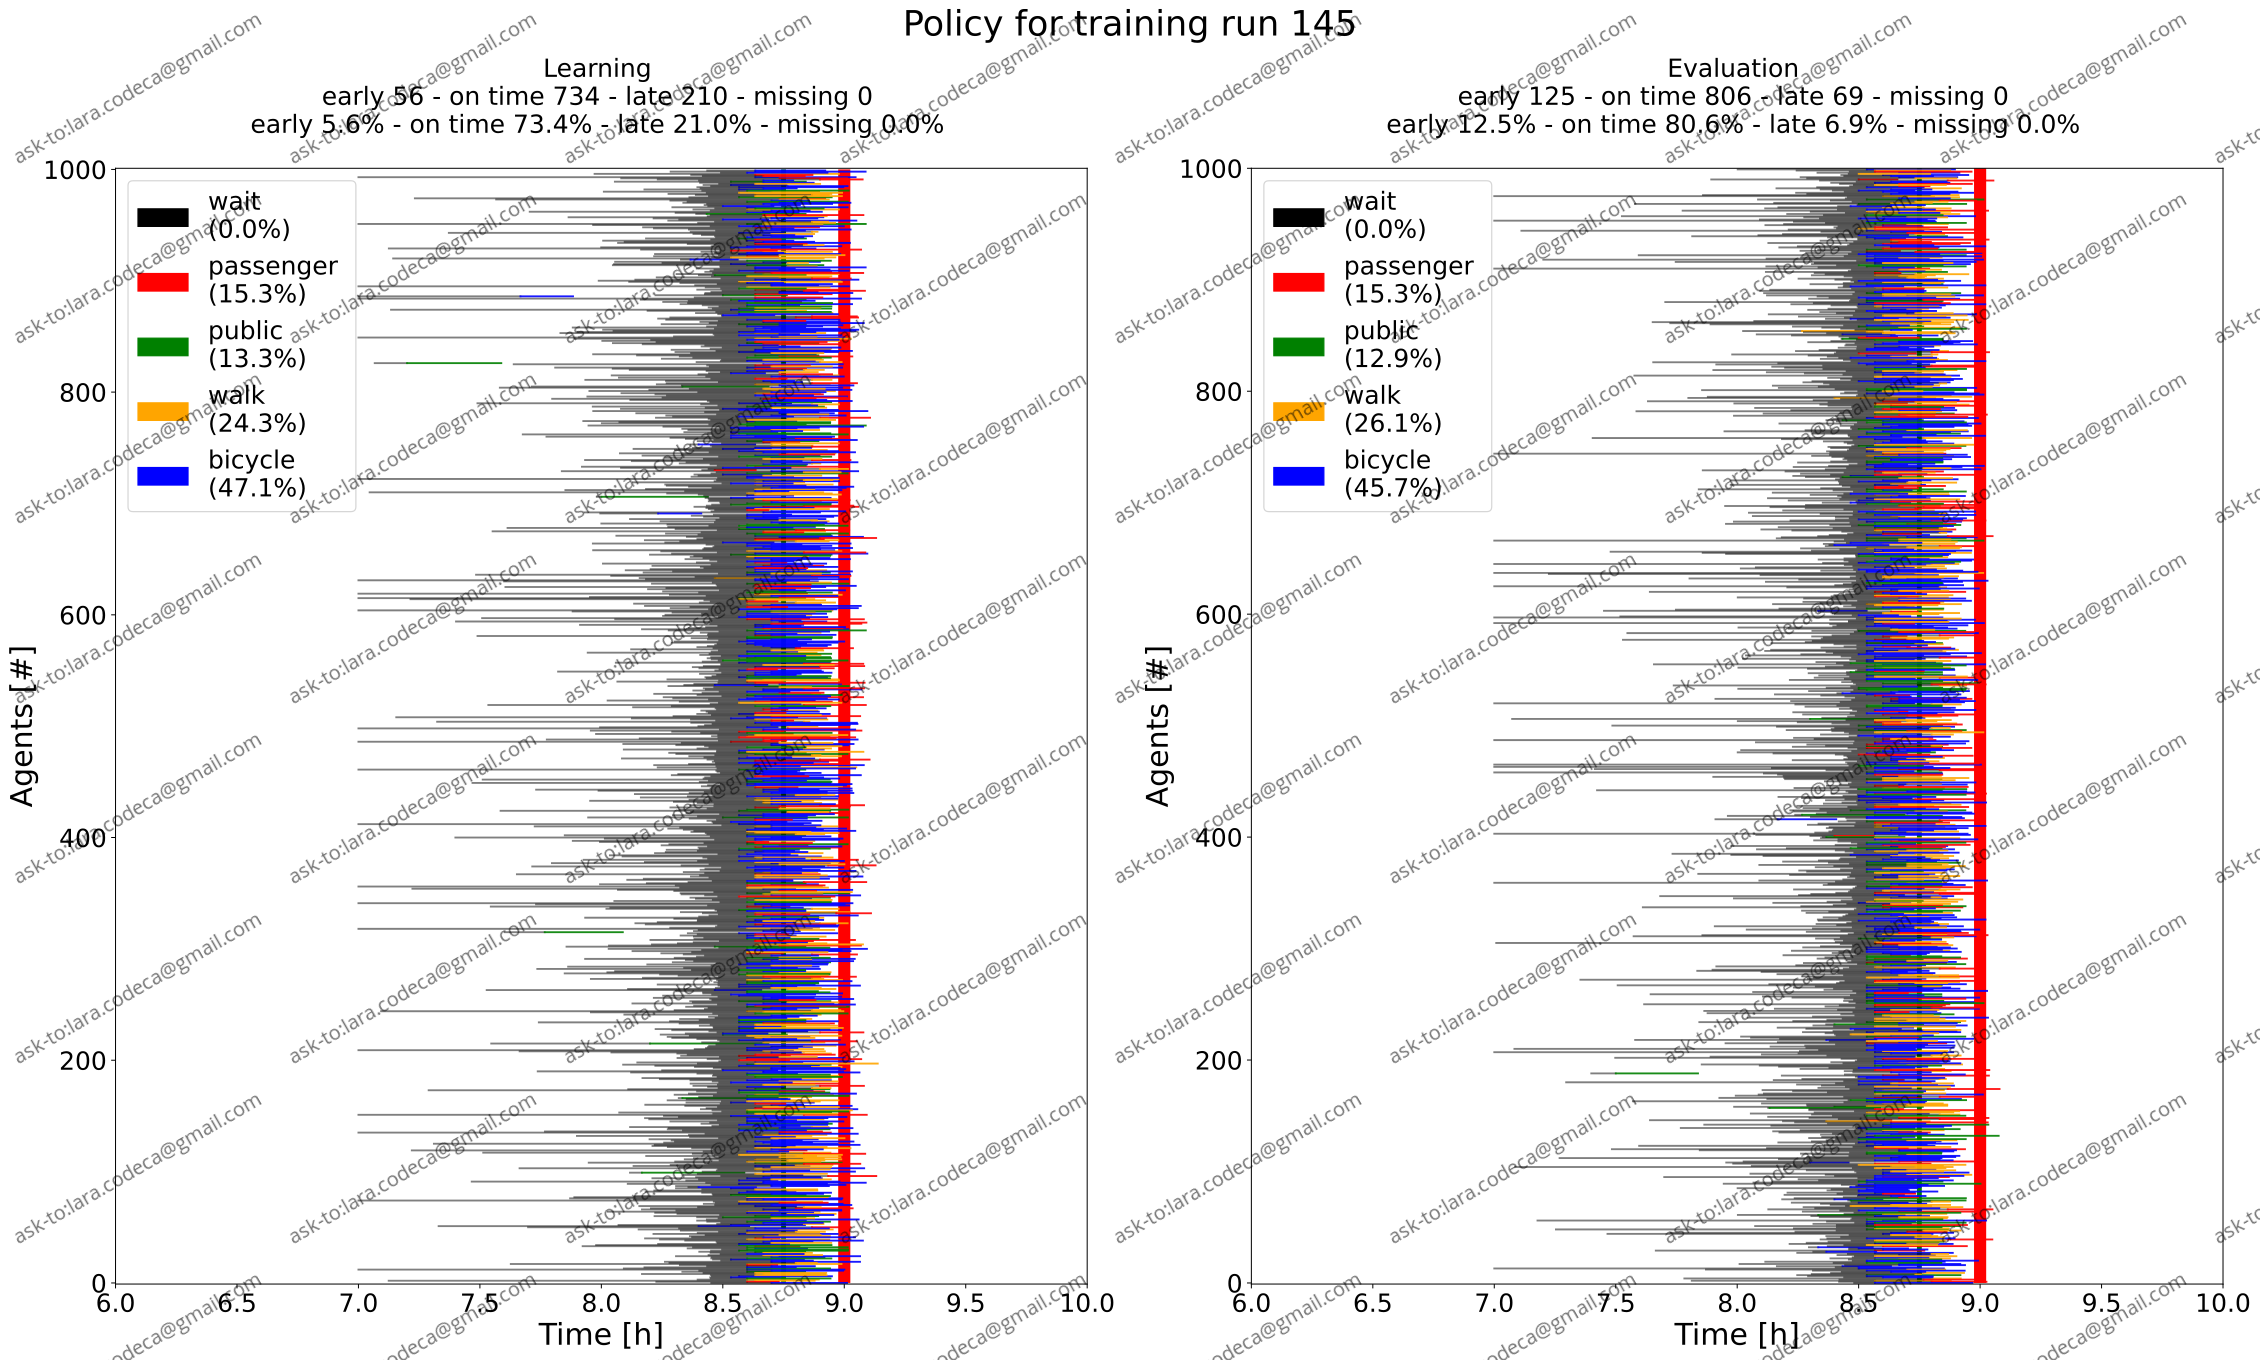 Policy for training run 145
Learning
early 56 - on time 734 - late 210 - missing 0
early 5.6% - on time 73.4% - late 21.0% - missing 0.0%
1000
800
600
400
200
0
Agents [#]
wait
(0.0%)
passenger
(15.3%)
public
(13.3%)
walk
(24.3%)
bicycle
(47.1%)
6.0 6.5 7.0 7.5 8.0 8.5 9.0 9.5 10.0
Time [h]
Evaluation
early 125 - on time 806 - late 69 - missing 0
early 12.5% - on time 80.6% - late 6.9% - missing 0.0%
1000
800
600
400
200
0
Agents [#]
wait
(0.0%)
passenger
(15.3%)
public
(12.9%)
walk
(26.1%)
bicycle
(45.7%)
6.0 6.5 7.0 7.5 8.0 8.5 9.0 9.5 10.0
Time [h]
ask-to:lara.codeca@gmail.com